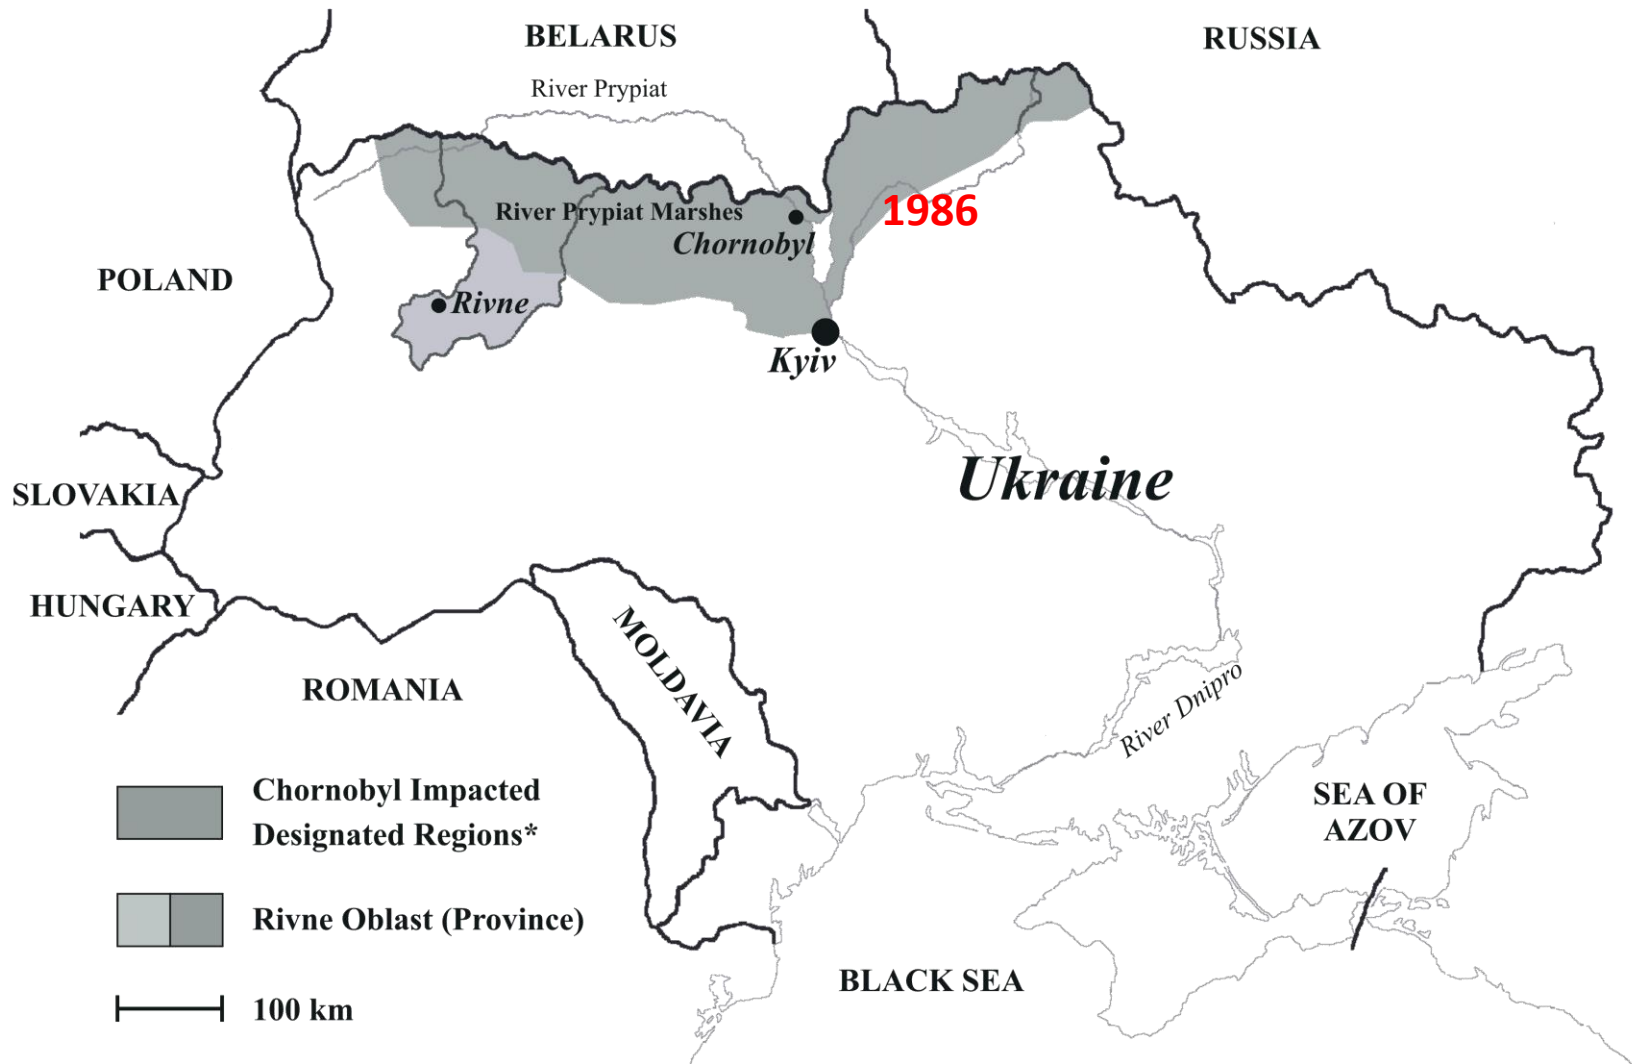 BELARUS
RUSSIA
River Prypiat
1986
River Prypiat Marshes
Chornobyl
POLAND
Rivne
Kyiv
Ukraine
SLOVAKIA
HUNGARY
MOLDAVIA
ROMANIA
River Dnipro
Chornobyl Impacted
Designated Regions*
SEA OF
AZOV
Rivne Oblast (Province)
BLACK SEA
100 km